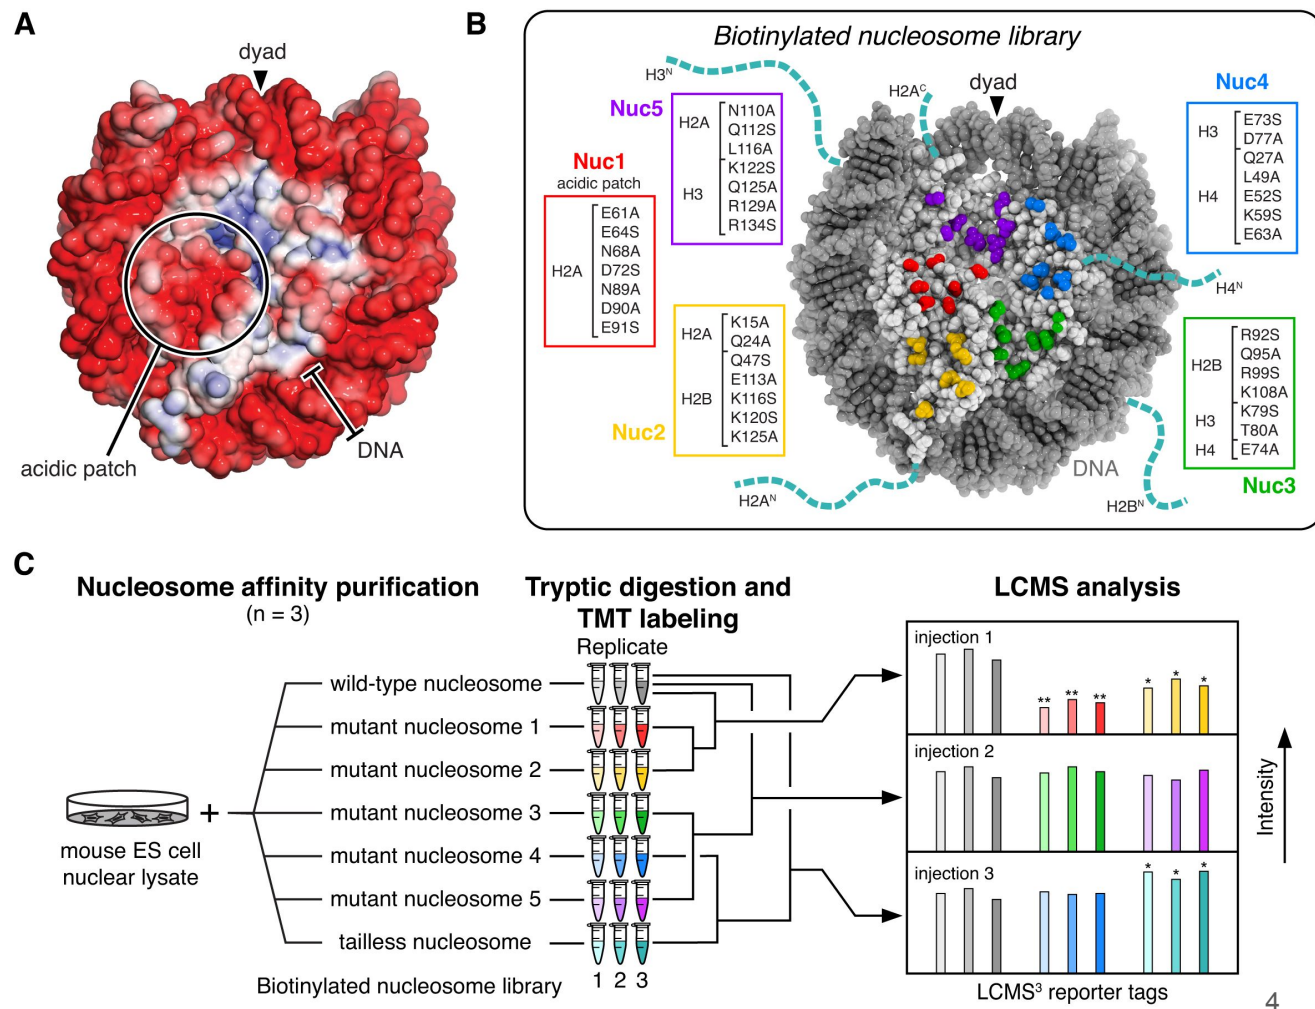 A
dyad
acidic patch
DNA
B
Biotinylated nucleosome library
H3N
H2AC
dyad
Nuc5
H2A
N110A
Q112S
L116A
H3
K122S
Q125A
R129A
R134S
Nuc1
acidic patch
H2A
E61A
E64S
N68A
D72S
N89A
D90A
E91S
Nuc2
H2A
K15A
Q24A
H2B
Q47S
E113A
K116S
K120S
K125A
Nuc4
H3
E73S
D77A
H4
Q27A
L49A
E52S
K59S
E63A
H4N
H2B
R92S
Q95A
R99S
K108A
H3
K79S
T80A
H4
E74A
Nuc3
DNA
H2AN
H2BN
C
Nucleosome affinity purification
(n = 3)
Tryptic digestion and
TMT labeling
LCMS analysis
Replicate
wild-type nucleosome
mutant nucleosome 1
mutant nucleosome 2
mutant nucleosome 3
mutant nucleosome 4
mutant nucleosome 5
tailless nucleosome
+
mouse ES cell
nuclear lysate
Biotinylated nucleosome library
1 2 3
injection 1
** ** **
* * *
injection 2
injection 3
* * *
Intensity
LCMS3 reporter tags
4